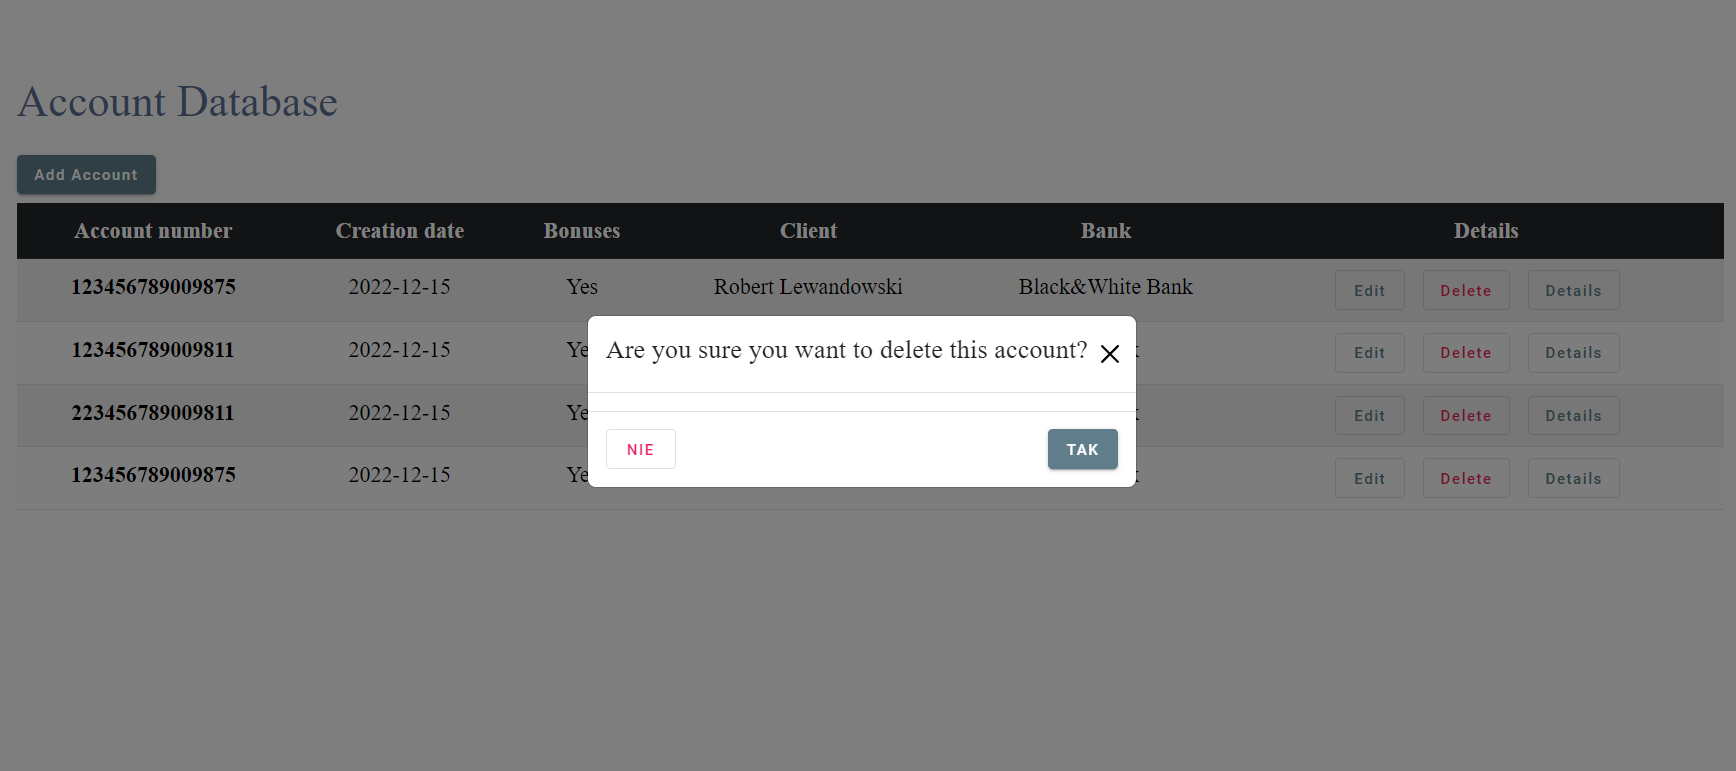 Account Database
Add Account
Account number Creation date Bonuses Client Bank Details
123456789009875 2022-12-15 Yes Robert Lewandowski Black&White Bank Edit Delete Details
123456789009811 2022-12-15 Edit Delete Details
Are you sure you want to delete this account?
223456789009811 2022-12-15 Edit Delete Details
NIE TAK
123456789009875 2022-12-15 Edit Delete Details